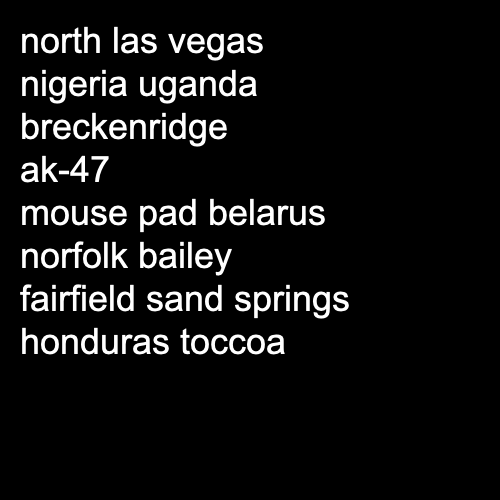 north las vegas
nigeria uganda
breckenridge
ak-47
mouse pad belarus
norfolk bailey
fairfield sand springs
honduras toccoa